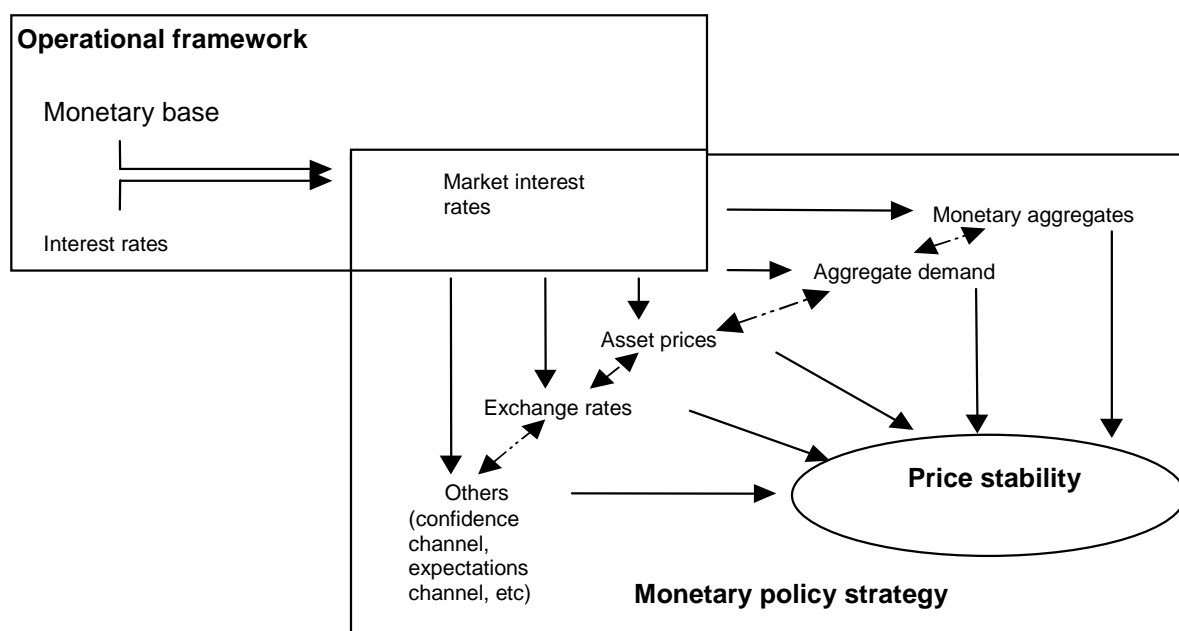 Operational framework
Monetary base
Interest rates
Market interest
rates
Monetary aggregates
Aggregate demand
Asset prices
Exchange rates
Others
(confidence
channel,
expectations
channel, etc)
Price stability
Monetary policy strategy